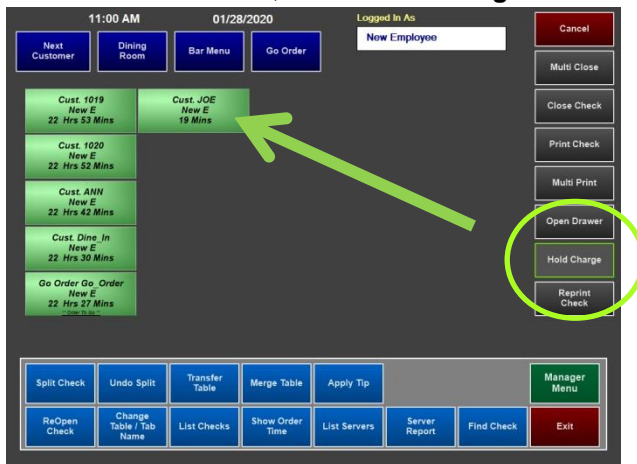 11:00 AM
01/28/2020
Logged In As
New Employee
Cancel
Next
Customer
Dining
Room
Bar Menu
Go Order
Multi Close
Cust. 1019
New E
22 Hrs 53 Mins
Cust. JOE
New E
19 Mins
Close Check
Cust. 1020
New E
22 Hrs 52 Mins
Print Check
Cust. ANN
New E
22 Hrs 42 Mins
Multi Print
Open Drawer
Cust. Dine_In
New E
22 Hrs 30 Mins
Hold Charge
Go Order Go_Order
New E
22 Hrs 27 Mins
Reprint
Check
Split Check
Undo Split
Transfer
Table
Merge Table
Apply Tip
Manager
Menu
ReOpen
Check
Change
Table / Tab
Name
List Checks
Show Order
Time
List Servers
Server
Report
Find Check
Exit